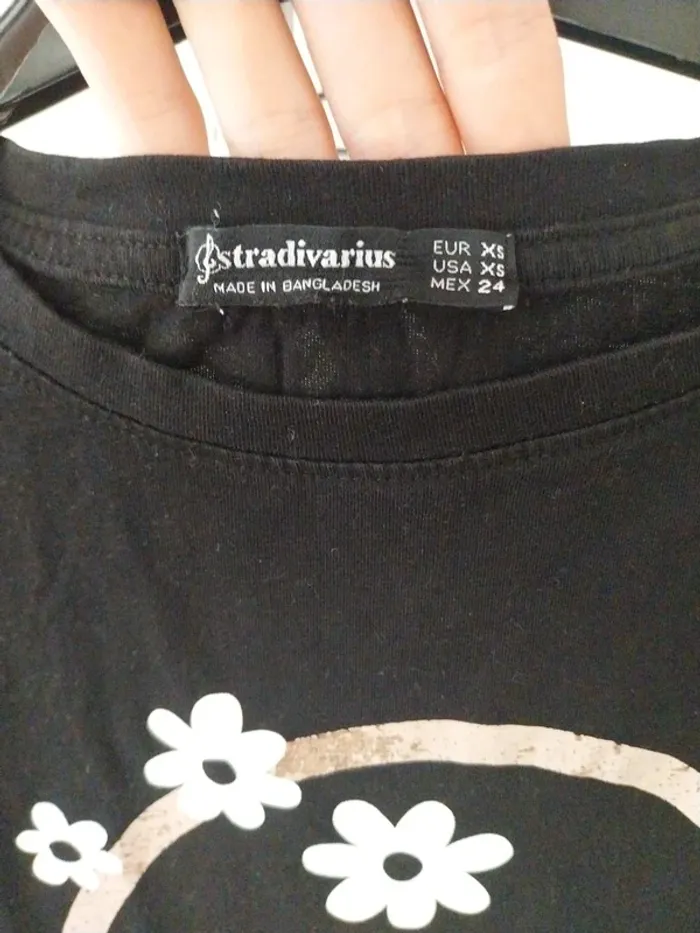 stradivarius
MADE IN BANGLADESH
EUR XS
USA XS
MEX 24